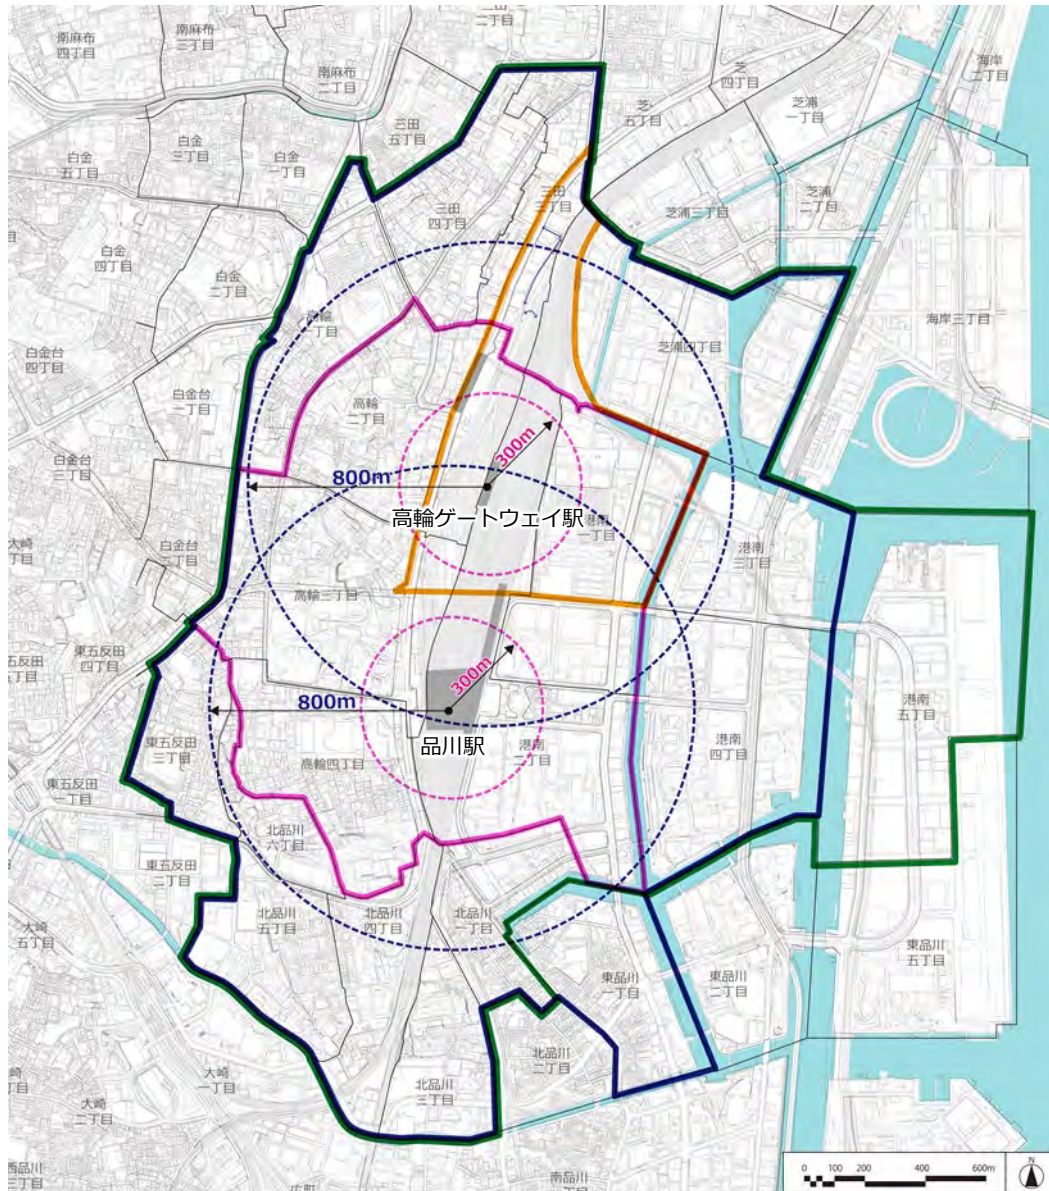 南麻布
四丁目
南麻布
三丁目
二丁目
南麻布
二丁目
芝
四丁目
海岸
二丁目
芝
五丁目
芝浦
一丁目
三田
五丁目
白金
五丁目
白金
三丁目
白金
一丁目
三田
四丁目
三田
三丁目
芝浦三丁目
芝浦
二丁目
白金
四丁目
白金
二丁目
高輪
一丁目
海岸三丁目
白金台
四丁目
芝浦四丁目
白金台
一丁目
高輪
二丁目
300m
800m
白金台
三丁目
高輪ゲートウェイ駅
港南
一丁目
大崎
白金台
二丁目
港南
三丁目
高輪三丁目
東五反田
四丁目
300m
800m
港南
五丁目
品川駅
東五反田
三丁目
高輪四丁目
港南
二丁目
港南
四丁目
東五反田
一丁目
北品川
六丁目
東五反田
二丁目
大崎
五丁目
北品川
五丁目
北品川
四丁目
北品川
一丁目
東品川
五丁目
東品川
一丁目
東品川
二丁目
北品川
二丁目
大崎
一丁目
北品川
三丁目
大崎
二丁目
西品川
三丁目
南品川
0 100 200 400 600m
N